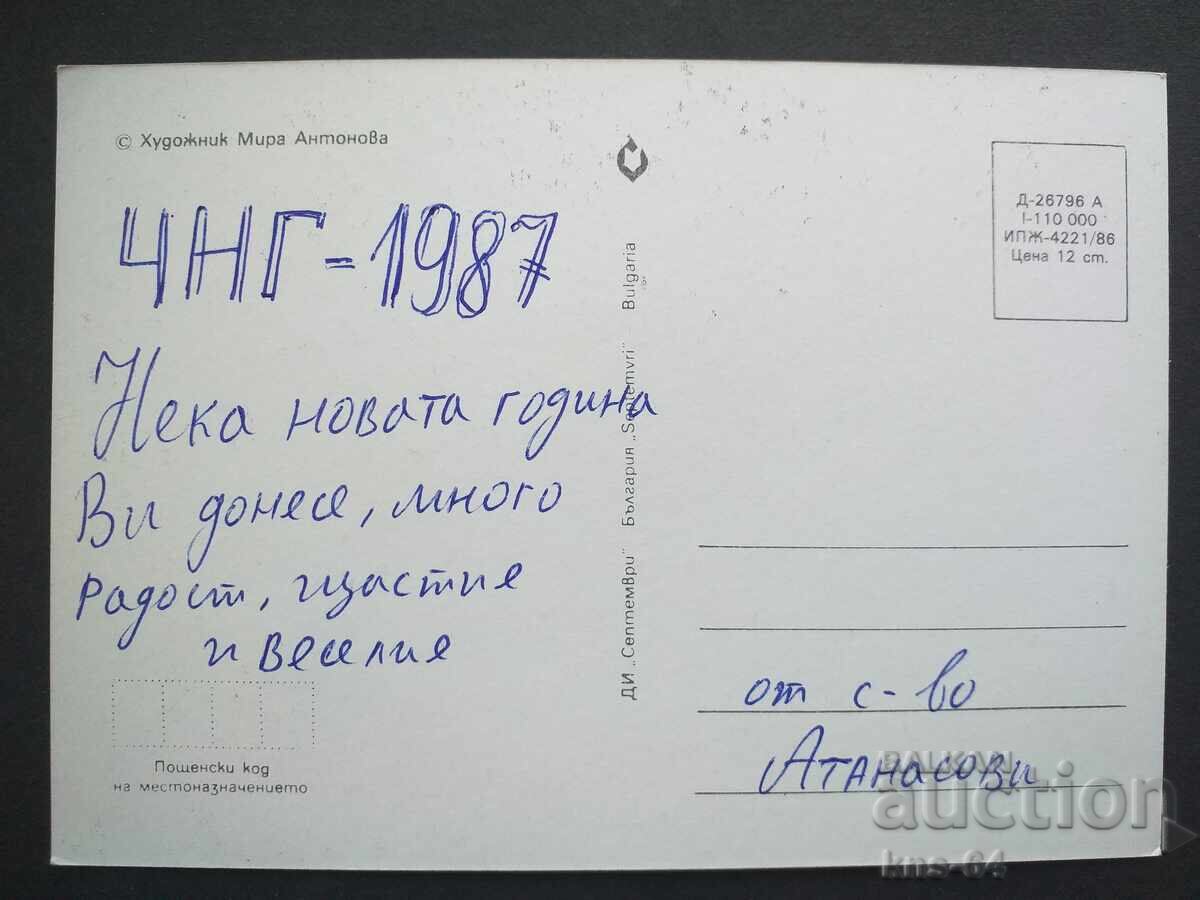 © Художник Мира Антонова
ЧНГ - 1987
Нека новата година
Ви донесе, много
радост, щастие
и веселие
Пощенски код
на местоназначението
ДИ „Септември" България „Septemvri" Bulgaria
Д-26796 А
I-110 000
ИПЖ-4221/86
Цена 12 ст.
от с-во
Атанасови
BALKAN
auction
kns-64